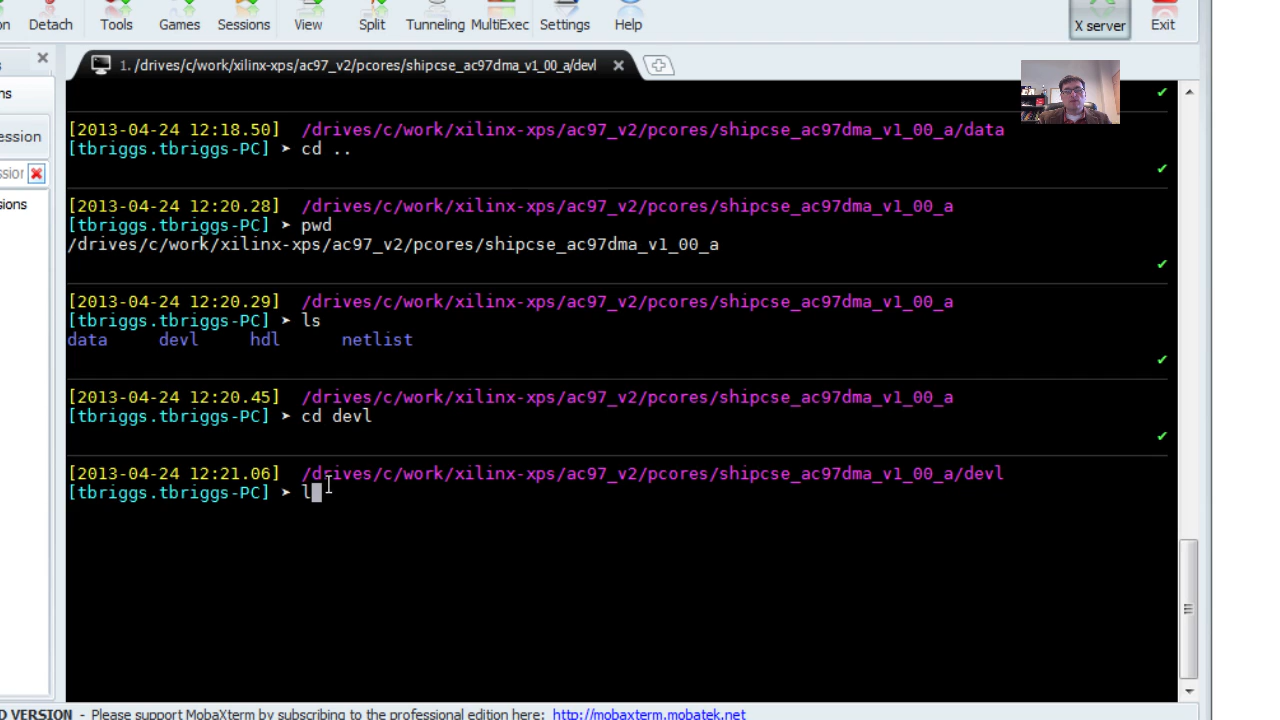 on Detach Tools Games Sessions View Split Tunneling MultiExec Settings Help X server Exit
s
1. /drives/c/work/xilinx-xps/ac97_v2/pcores/shipcse_ac97dma_v1_00_a/devl
ns
ession
ssior
sions
[2013-04-24 12:18.50] /drives/c/work/xilinx-xps/ac97_v2/pcores/shipcse_ac97dma_v1_00_a/data
[tbriggs.tbriggs-PC] ➤ cd ..
[2013-04-24 12:20.28] /drives/c/work/xilinx-xps/ac97_v2/pcores/shipcse_ac97dma_v1_00_a
[tbriggs.tbriggs-PC] ➤ pwd
/drives/c/work/xilinx-xps/ac97_v2/pcores/shipcse_ac97dma_v1_00_a
[2013-04-24 12:20.29] /drives/c/work/xilinx-xps/ac97_v2/pcores/shipcse_ac97dma_v1_00_a
[tbriggs.tbriggs-PC] ➤ ls
data devl hdl netlist
[2013-04-24 12:20.45] /drives/c/work/xilinx-xps/ac97_v2/pcores/shipcse_ac97dma_v1_00_a
[tbriggs.tbriggs-PC] ➤ cd devl
[2013-04-24 12:21.06] /drives/c/work/xilinx-xps/ac97_v2/pcores/shipcse_ac97dma_v1_00_a/devl
[tbriggs.tbriggs-PC] ➤ l
D VERSION - Please support MobaXterm by subscribing to the professional edition here: http://mobaxterm.mobatek.net